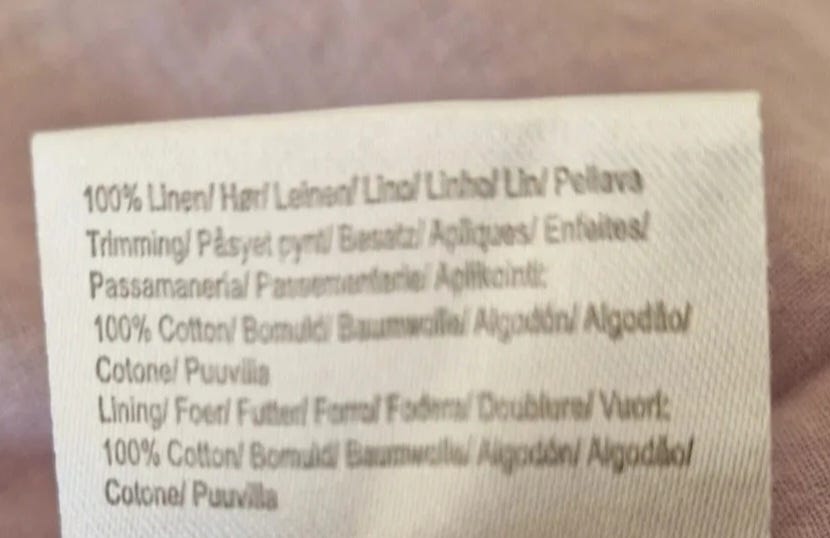 100% Linen/ Hør/ Leinen/ Lino/ Linho/ Lin/ Pellava
Trimming/ Påsyet pynt/ Besatz/ Apliques/ Enfeites/
Passamaneria/ Passementerie/ Aplikointi:
100% Cotton/ Bomuld/ Baumwolle/ Algodón/ Algodão/
Cotone/ Puuvilla
Lining/ Foer/ Futter/ Forro/ Fodera/ Doublure/ Vuori:
100% Cotton/ Bomuld/ Baumwolle/ Algodón/ Algodão/
Cotone/ Puuvilla